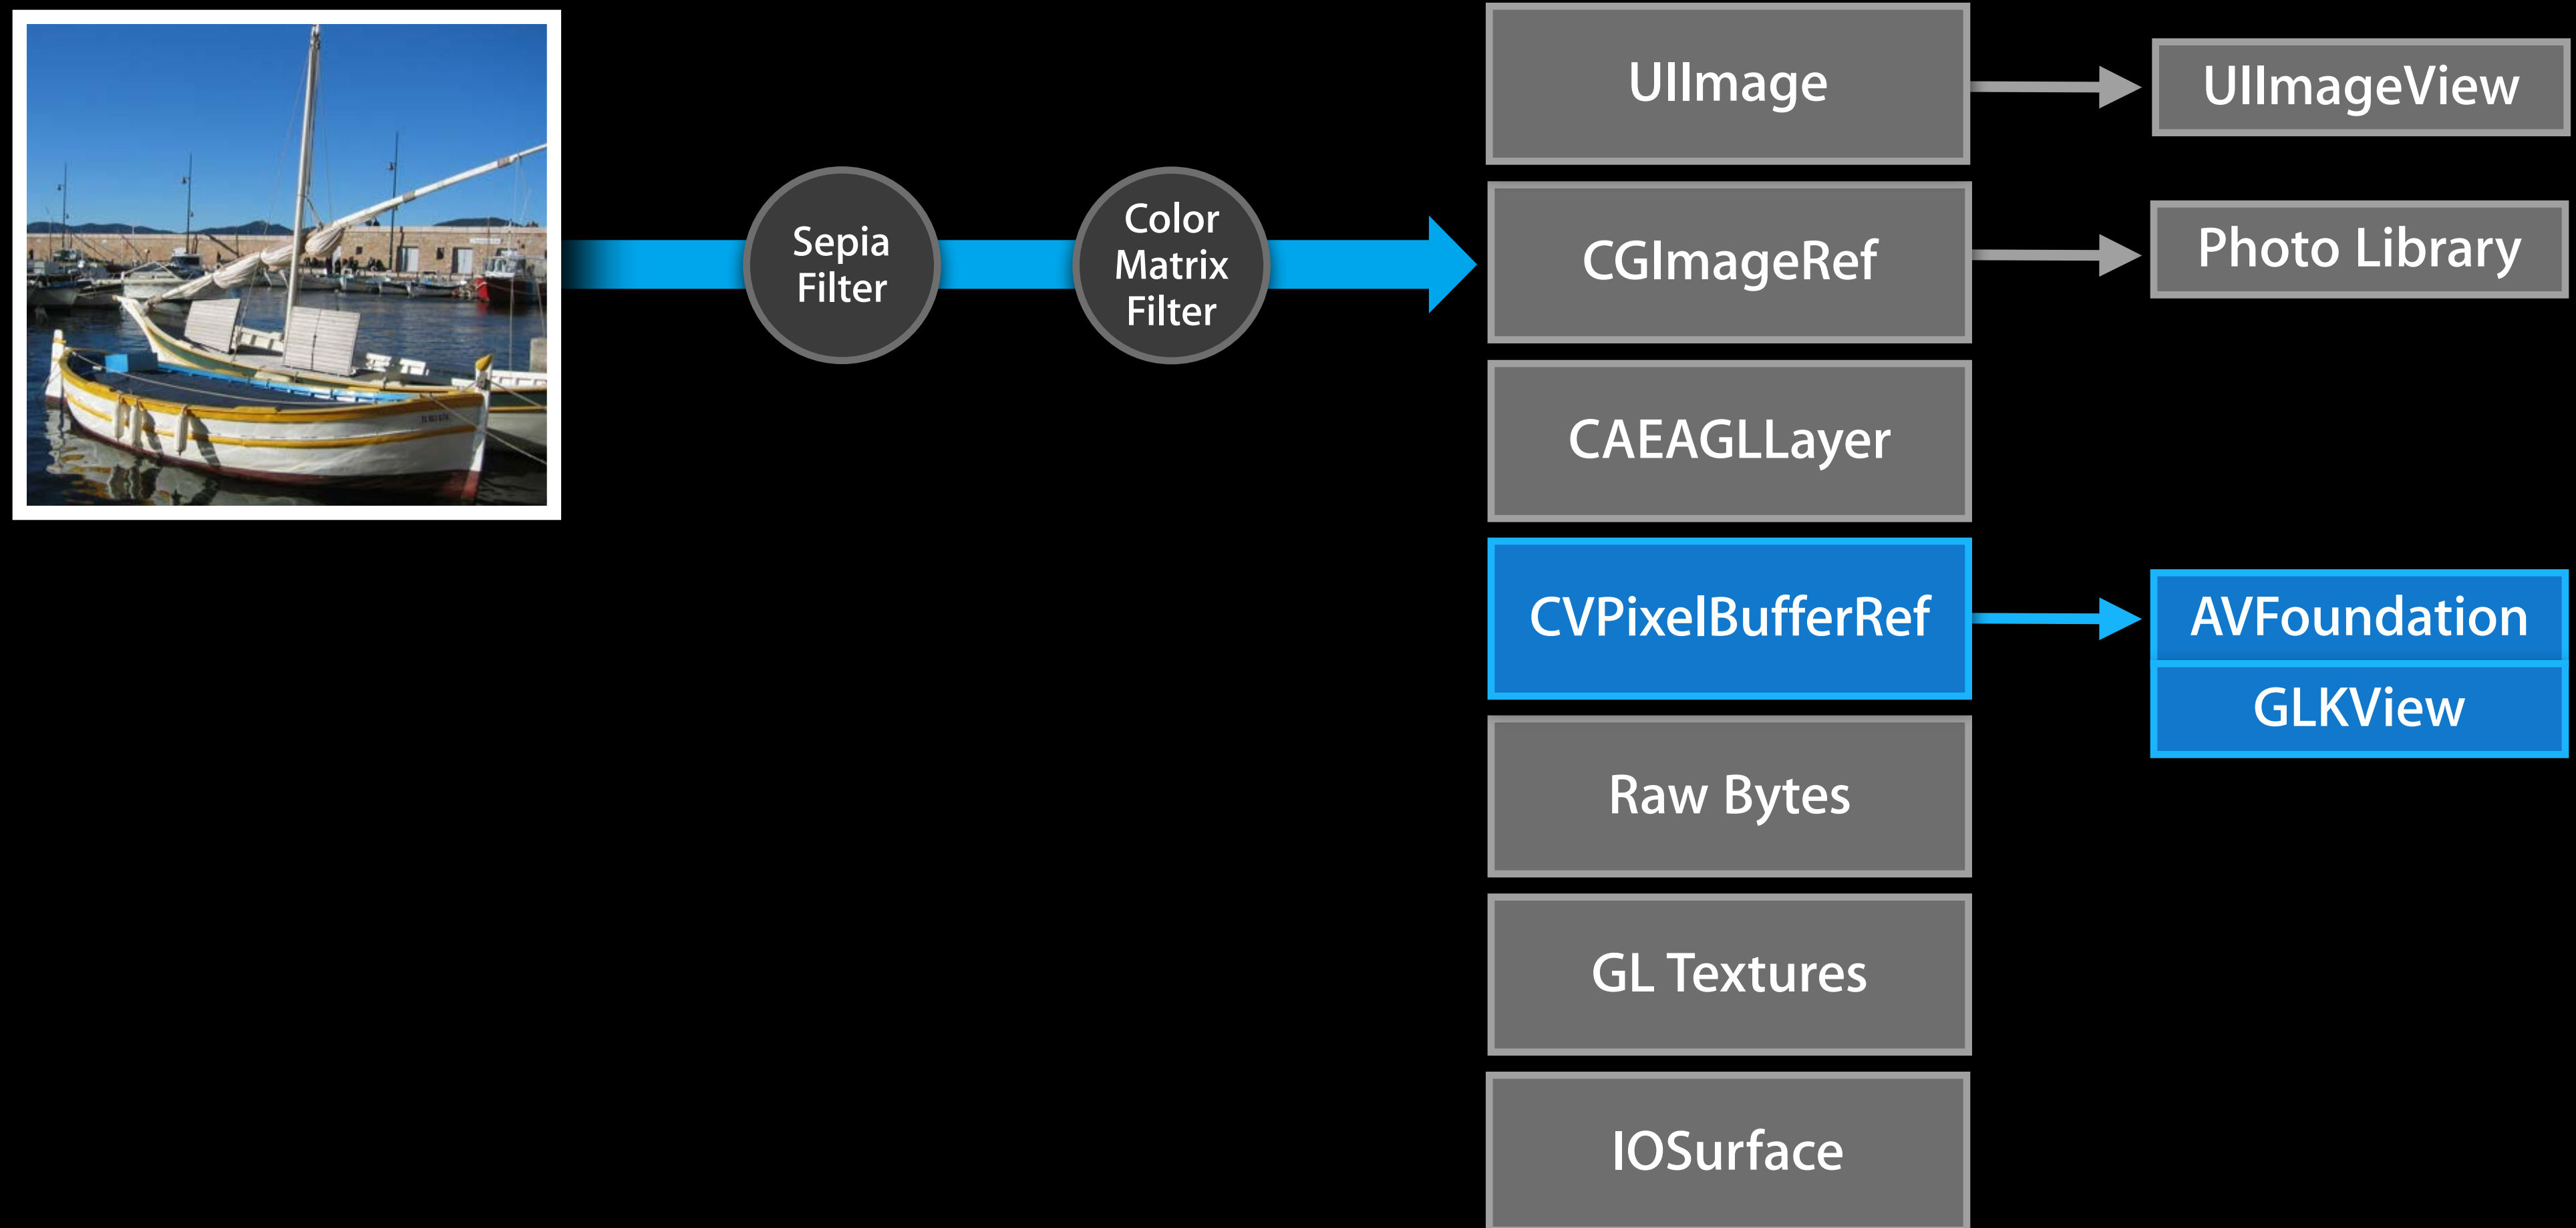 Sepia
Filter
Color
Matrix
Filter
UIImage
UIImageView
CGImageRef
Photo Library
CAEAGLLayer
CVPixelBufferRef
AVFoundation
GLKView
Raw Bytes
GL Textures
IOSurface